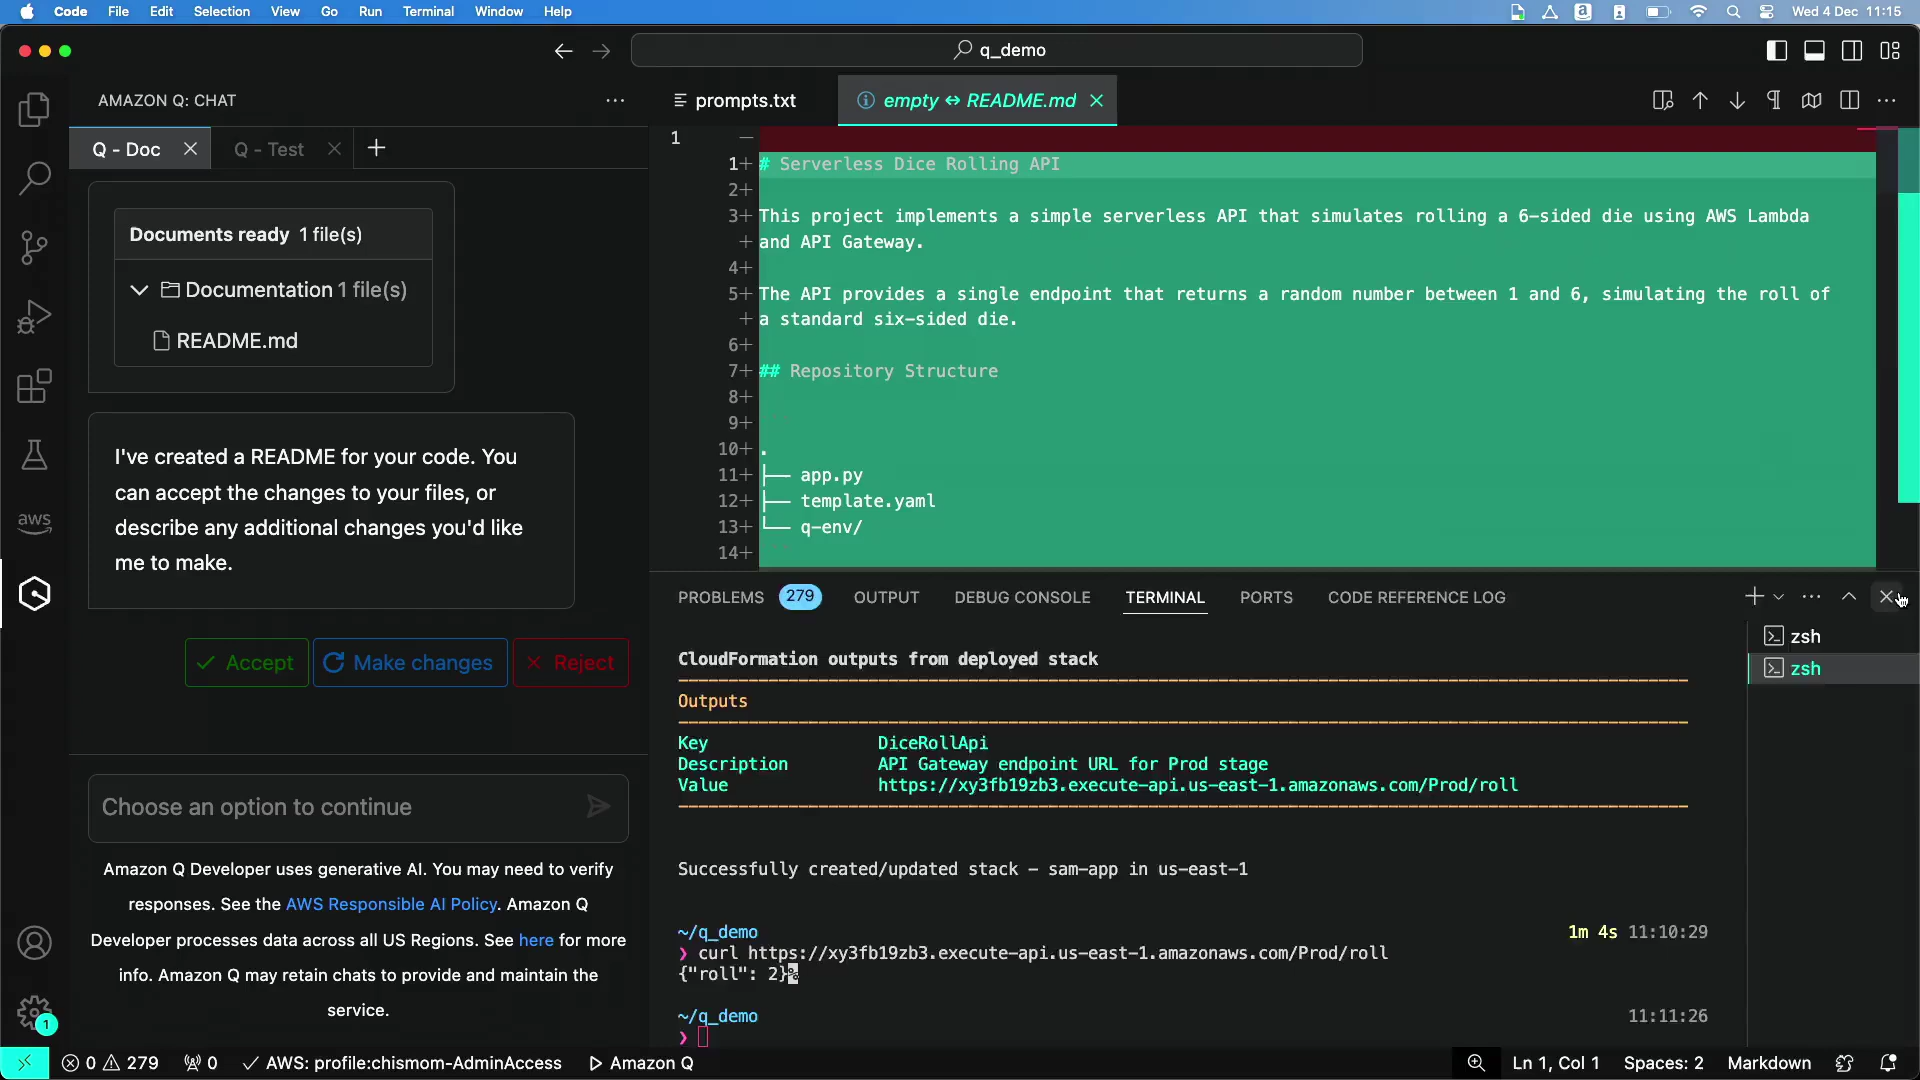 Code File Edit Selection View Go Run Terminal Window Help
Wed 4 Dec 11:15
q_demo
AMAZON Q: CHAT
Q - Doc
Q - Test
Documents ready 1 file(s)
Documentation 1 file(s)
README.md
I've created a README for your code. You
can accept the changes to your files, or
describe any additional changes you'd like
me to make.
Accept
Make changes
Reject
Choose an option to continue
Amazon Q Developer uses generative AI. You may need to verify
responses. See the AWS Responsible AI Policy. Amazon Q
Developer processes data across all US Regions. See here for more
info. Amazon Q may retain chats to provide and maintain the
service.
aws
1
prompts.txt
empty ↔ README.md
1 —
1+ # Serverless Dice Rolling API
2+
3+ This project implements a simple serverless API that simulates rolling a 6-sided die using AWS Lambda
+ and API Gateway.
4+
5+ The API provides a single endpoint that returns a random number between 1 and 6, simulating the roll of
+ a standard six-sided die.
6+
7+ ## Repository Structure
8+
9+ ```
10+ .
11+ ├── app.py
12+ ├── template.yaml
13+ └── q-env/
14+ ```
PROBLEMS 279 OUTPUT DEBUG CONSOLE TERMINAL PORTS CODE REFERENCE LOG
zsh
zsh
CloudFormation outputs from deployed stack
Outputs
Key DiceRollApi
Description API Gateway endpoint URL for Prod stage
Value https://xy3fb19zb3.execute-api.us-east-1.amazonaws.com/Prod/roll
Successfully created/updated stack - sam-app in us-east-1
~/q_demo 1m 4s 11:10:29
❯ curl https://xy3fb19zb3.execute-api.us-east-1.amazonaws.com/Prod/roll
{"roll": 2}%
~/q_demo 11:11:26
❯
0 279 0 AWS: profile:chismom-AdminAccess Amazon Q
Ln 1, Col 1 Spaces: 2 Markdown